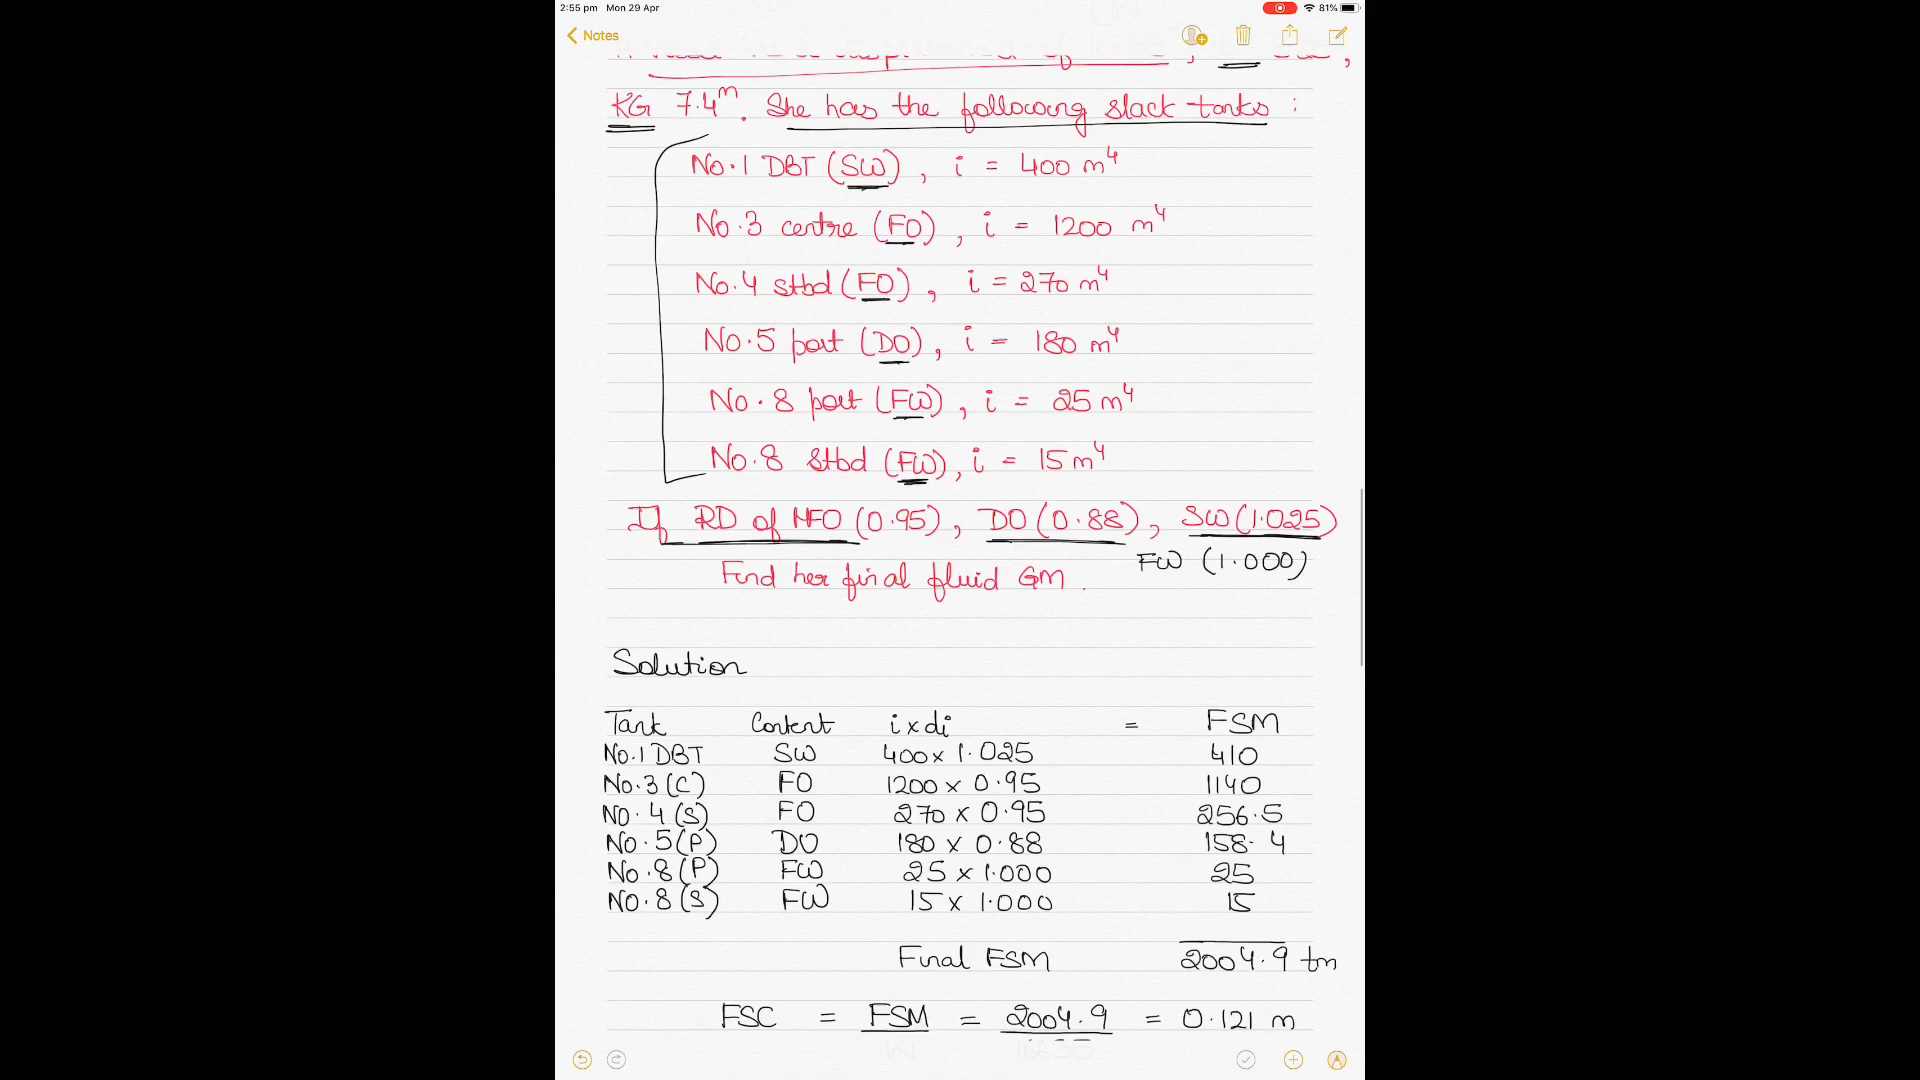 2:55 pm Mon 29 Apr
81%
Notes
KG 7.4m. She has the following slack tanks :
No.1 DBT (SW), i = 400 m4
No.3 centre (FO), i = 1200 m4
No.4 stbd (FO), i = 270 m4
No.5 port (DO), i = 180 m4
No.8 port (FW), i = 25 m4
No.8 stbd (FW), i = 15 m4
If RD of HFO (0.95), DO (0.88), SW (1.025)
FW (1.000)
Find her final fluid GM.
Solution
Tank Content i x di = FSM
No.1 DBT SW 400 x 1.025 410
No.3 (C) FO 1200 x 0.95 1140
No.4 (S) FO 270 x 0.95 256.5
No.5 (P) DO 180 x 0.88 158.4
No.8 (P) FW 25 x 1.000 25
No.8 (S) FW 15 x 1.000 15
Final FSM 2004.9 tm
FSC = FSM = 2004.9 = 0.121 m